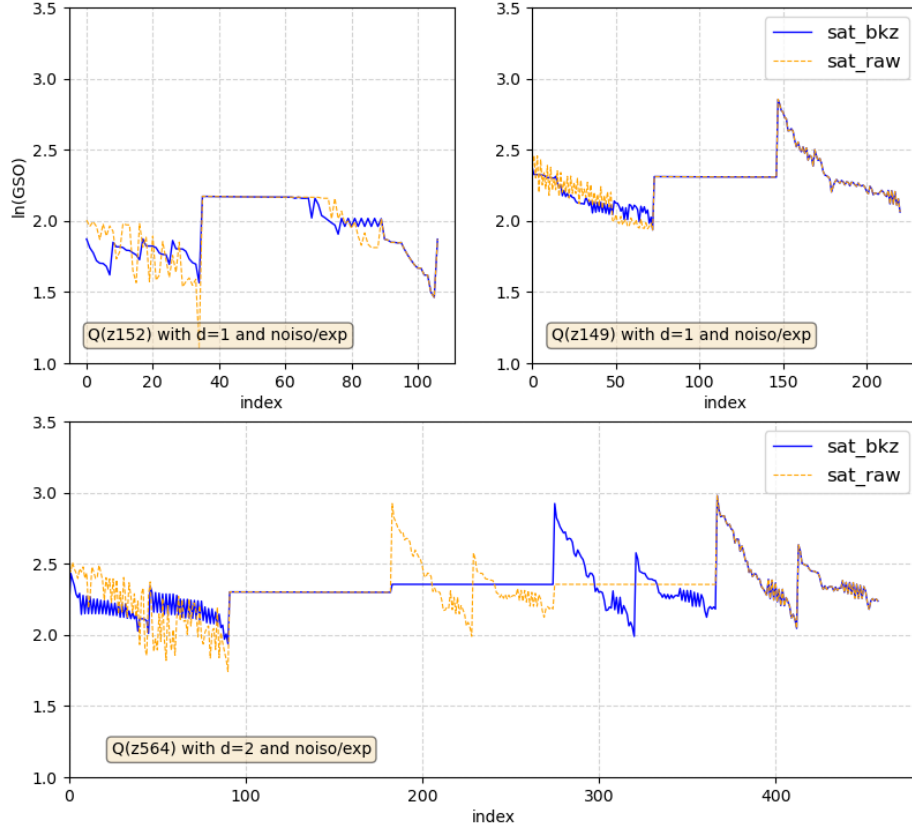 3.5
3.0
2.5
2.0
1.5
1.0
ln(GSO)
Q(z152) with d=1 and noiso/exp
0 20 40 60 80 100
index
3.5
3.0
2.5
2.0
1.5
1.0
sat_bkz
sat_raw
Q(z149) with d=1 and noiso/exp
0 50 100 150 200
index
3.5
3.0
2.5
2.0
1.5
1.0
sat_bkz
sat_raw
Q(z564) with d=2 and noiso/exp
0 100 200 300 400
index